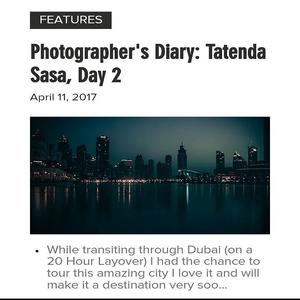 FEATURES
Photographer's Diary: Tatenda
Sasa, Day 2
April 11, 2017
• While transiting through Dubai (on a
20 Hour Layover) I had the chance to
tour this amazing city I love it and will
make it a destination very soo...